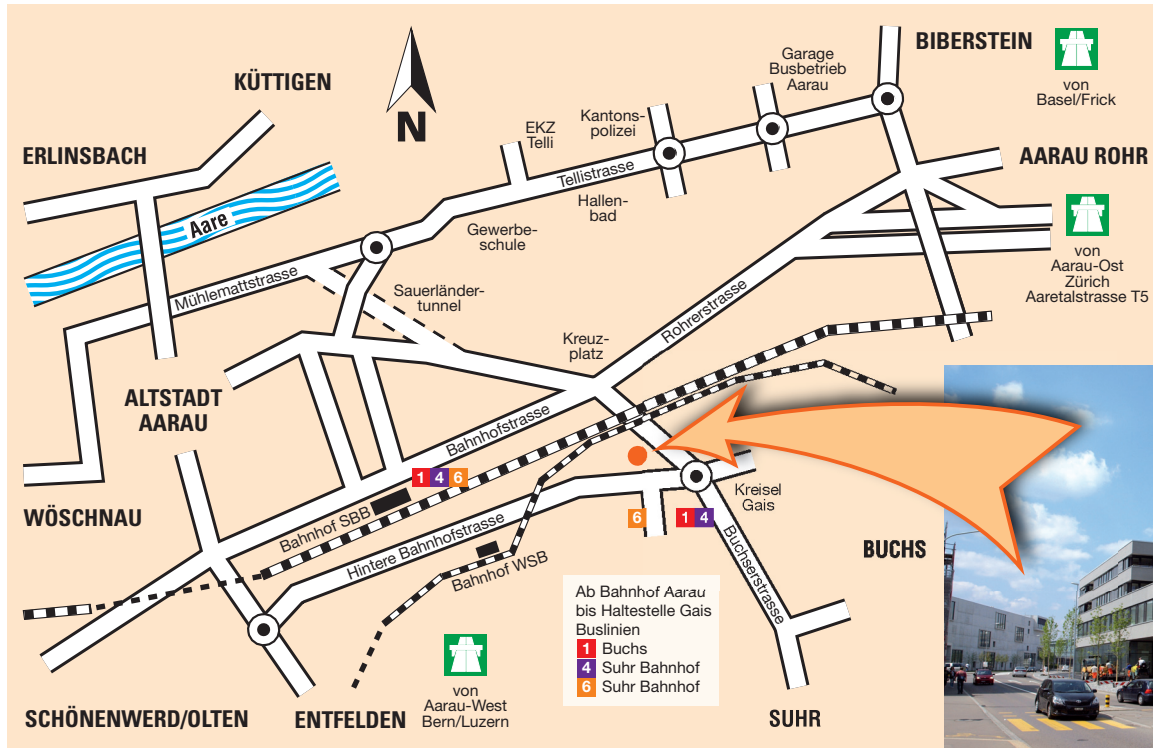 BIBERSTEIN
von
Basel/Frick
Garage
Busbetrieb
Aarau
KÜTTIGEN
Kantons-
polizei
N
EKZ
Telli
ERLINSBACH
AARAU ROHR
Tellistrasse
Hallen-
bad
Aare
Gewerbe-
schule
von
Aarau-Ost
Zürich
Aaretalstrasse T5
Mühlemattstrasse
Sauerländer-
tunnel
Rohrerstrasse
Kreuz-
platz
ALTSTADT
AARAU
Bahnhofstrasse
1 4 6
Kreisel
Gais
WÖSCHNAU
Bahnhof SBB
6
1 4
Hintere Bahnhofstrasse
Buchserstrasse
BUCHS
Bahnhof WSB
Ab Bahnhof Aarau
bis Haltestelle Gais
Buslinien
1 Buchs
4 Suhr Bahnhof
6 Suhr Bahnhof
von
Aarau-West
Bern/Luzern
SCHÖNENWERD/OLTEN
ENTFELDEN
SUHR